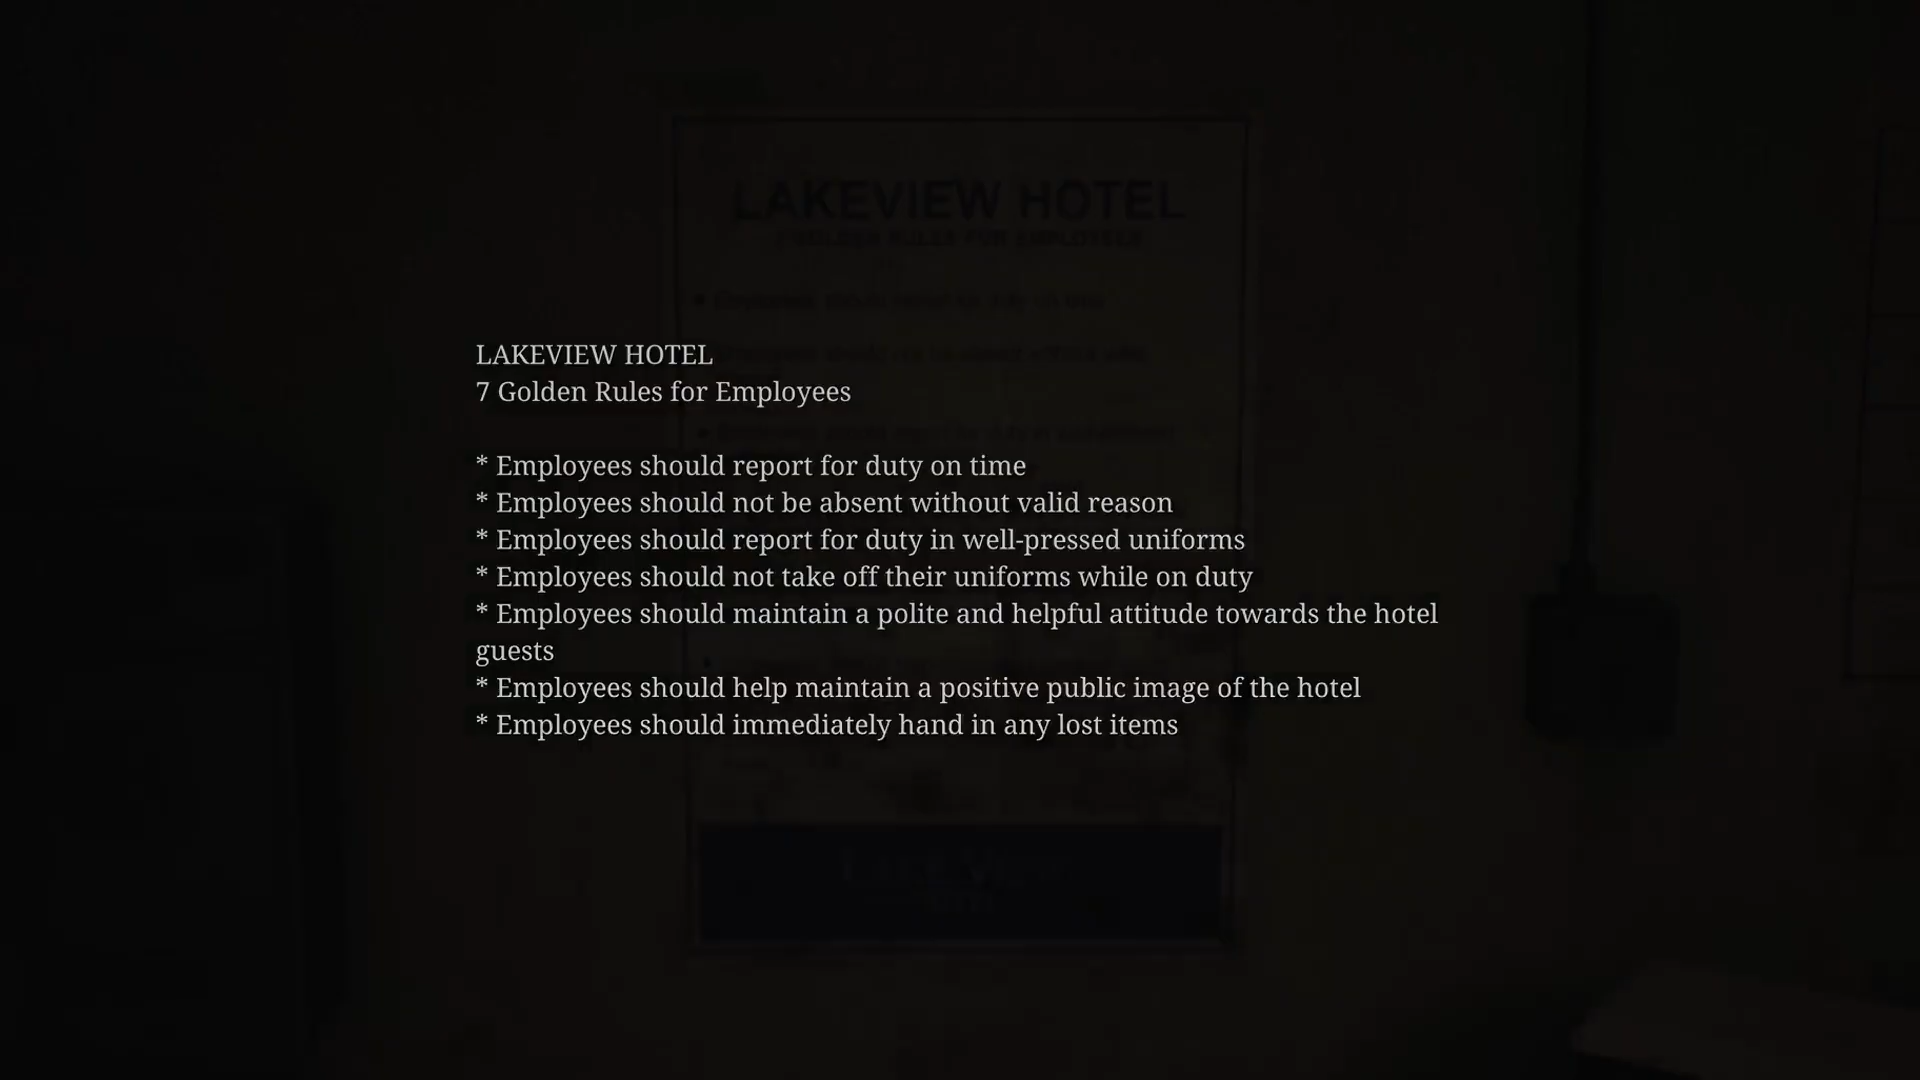 LAKEVIEW HOTEL
7 Golden Rules for Employees
* Employees should report for duty on time
* Employees should not be absent without valid reason
* Employees should report for duty in well-pressed uniforms
* Employees should not take off their uniforms while on duty
* Employees should maintain a polite and helpful attitude towards the hotel
guests
* Employees should help maintain a positive public image of the hotel
* Employees should immediately hand in any lost items
LAKEVIEW HOTEL